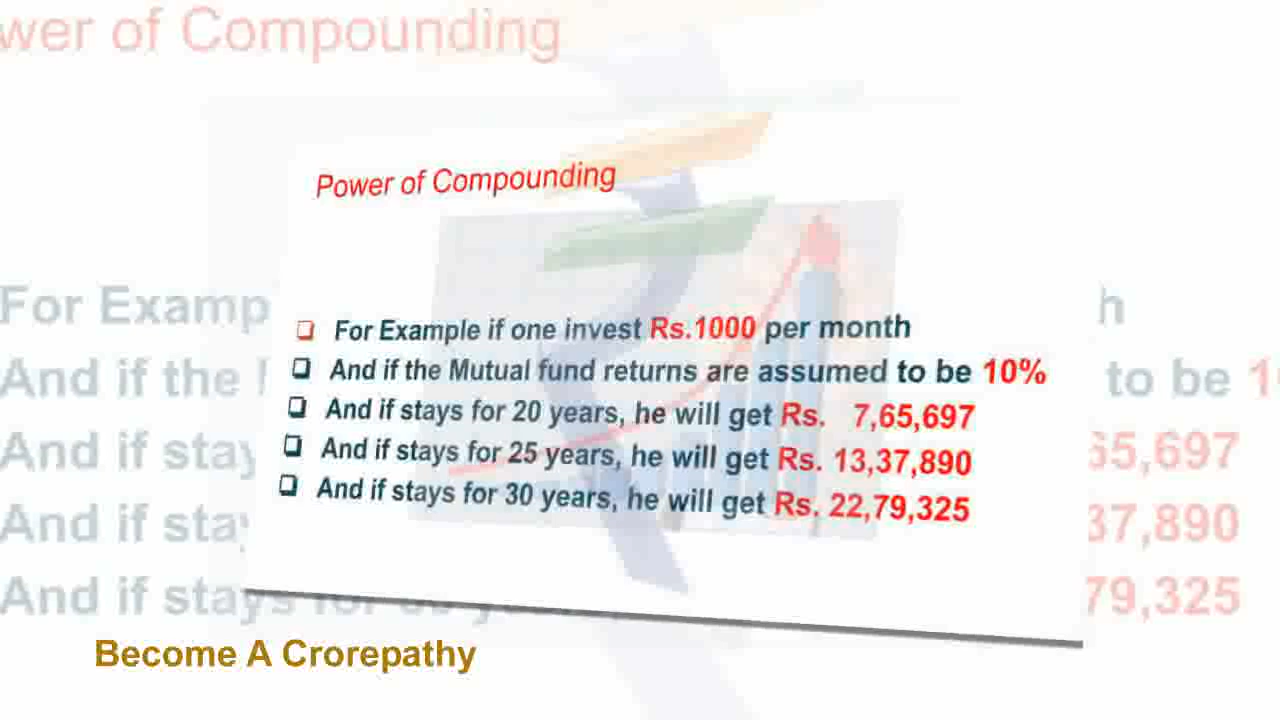 wer of Compounding
Power of Compounding
❑ For Example if one invest Rs.1000 per month
❑ And if the Mutual fund returns are assumed to be 10%
❑ And if stays for 20 years, he will get Rs. 7,65,697
❑ And if stays for 25 years, he will get Rs. 13,37,890
❑ And if stays for 30 years, he will get Rs. 22,79,325
For Examp h
And if the to be 1
And if stay 65,697
And if stay 37,890
And if stays 79,325
Become A Crorepathy